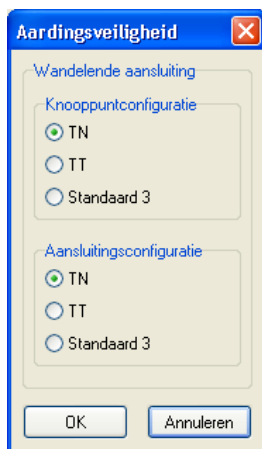 Aardingsveiligheid
Wandelende aansluiting
Knooppuntconfiguratie
TN
TT
Standaard 3
Aansluitingsconfiguratie
TN
TT
Standaard 3
OK Annuleren